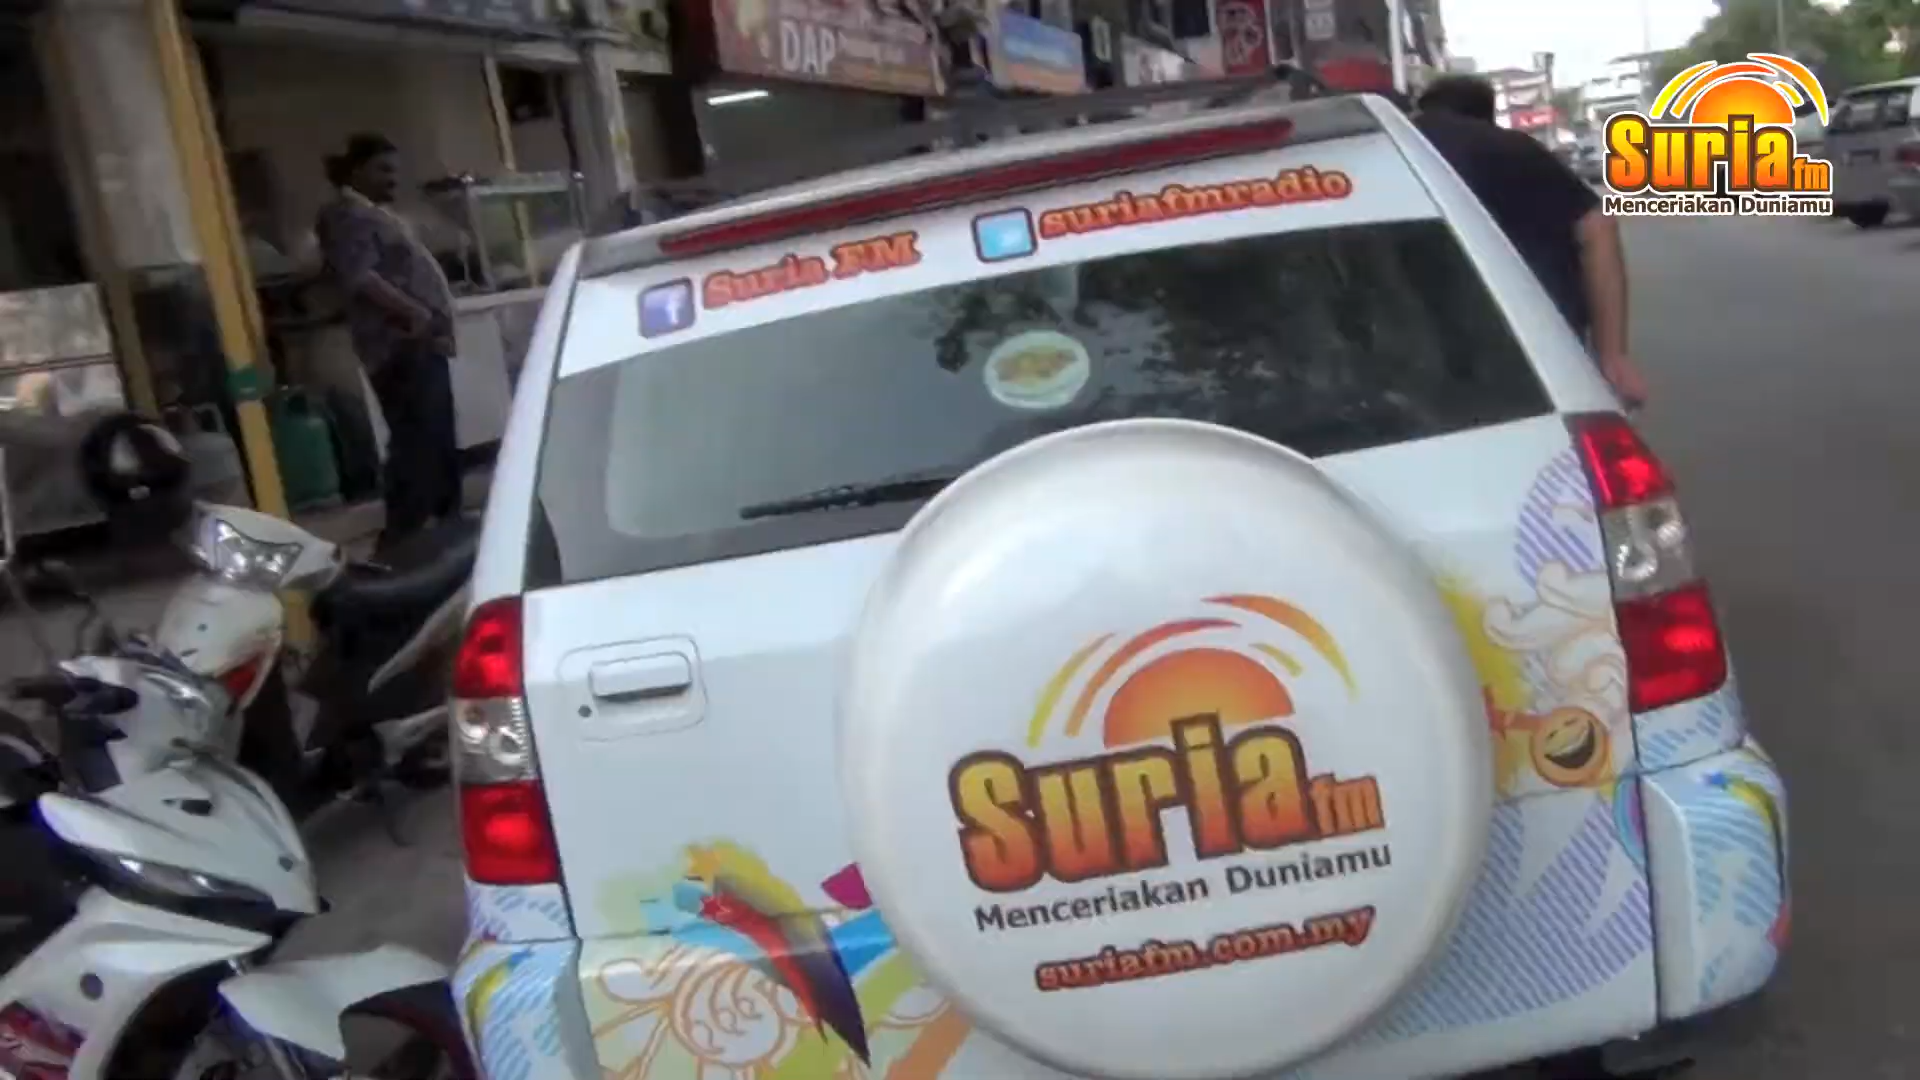 DAP
Suria FM
suriafmradio
Suria fm
Menceriakan Duniamu
Suria fm
Menceriakan Duniamu
suriafm.com.my